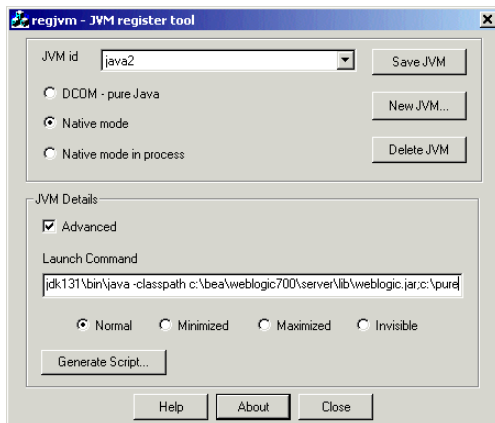 regjvm - JVM register tool
JVM id java2 Save JVM
DCOM - pure Java
New JVM...
Native mode
Native mode in process Delete JVM
JVM Details
Advanced
Launch Command
jdk131\bin\java -classpath c:\bea\weblogic700\server\lib\weblogic.jar;c:\pure
Normal Minimized Maximized Invisible
Generate Script...
Help About Close